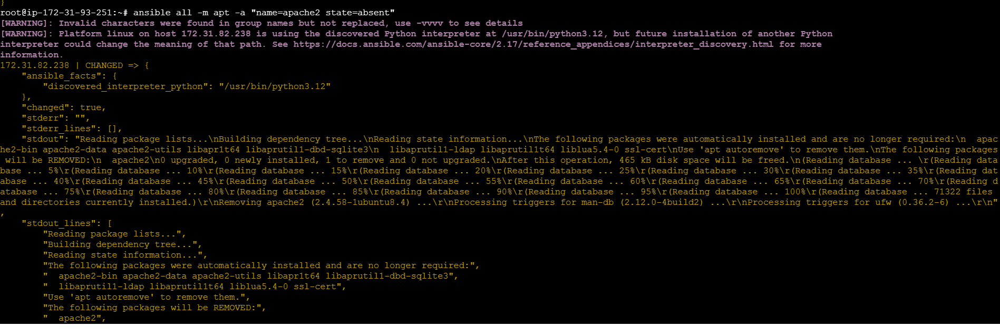 }
root@ip-172-31-93-251:~# ansible all -m apt -a "name=apache2 state=absent"
[WARNING]: Invalid characters were found in group names but not replaced, use -vvvv to see details
[WARNING]: Platform linux on host 172.31.82.238 is using the discovered Python interpreter at /usr/bin/python3.12, but future installation of another Python
interpreter could change the meaning of that path. See https://docs.ansible.com/ansible-core/2.17/reference_appendices/interpreter_discovery.html for more
information.
172.31.82.238 | CHANGED => {
    "ansible_facts": {
        "discovered_interpreter_python": "/usr/bin/python3.12"
    },
    "changed": true,
    "stderr": "",
    "stderr_lines": [],
    "stdout": "Reading package lists...\nBuilding dependency tree...\nReading state information...\nThe following packages were automatically installed and are no longer required:\n  apac
he2-bin apache2-data apache2-utils libapr1t64 libaprutil1-dbd-sqlite3\n  libaprutil1-ldap libaprutil1t64 liblua5.4-0 ssl-cert\nUse 'apt autoremove' to remove them.\nThe following packages
 will be REMOVED:\n  apache2\n0 upgraded, 0 newly installed, 1 to remove and 0 not upgraded.\nAfter this operation, 465 kB disk space will be freed.\n(Reading database ... \r(Reading data
base ... 5%\r(Reading database ... 10%\r(Reading database ... 15%\r(Reading database ... 20%\r(Reading database ... 25%\r(Reading database ... 30%\r(Reading database ... 35%\r(Reading dat
abase ... 40%\r(Reading database ... 45%\r(Reading database ... 50%\r(Reading database ... 55%\r(Reading database ... 60%\r(Reading database ... 65%\r(Reading database ... 70%\r(Reading d
atabase ... 75%\r(Reading database ... 80%\r(Reading database ... 85%\r(Reading database ... 90%\r(Reading database ... 95%\r(Reading database ... 100%\r(Reading database ... 71322 files
and directories currently installed.)\r\nRemoving apache2 (2.4.58-1ubuntu8.4) ...\r\nProcessing triggers for man-db (2.12.0-4build2) ...\r\nProcessing triggers for ufw (0.36.2-6) ...\r\n"
,
    "stdout_lines": [
        "Reading package lists...",
        "Building dependency tree...",
        "Reading state information...",
        "The following packages were automatically installed and are no longer required:",
        "  apache2-bin apache2-data apache2-utils libapr1t64 libaprutil1-dbd-sqlite3",
        "  libaprutil1-ldap libaprutil1t64 liblua5.4-0 ssl-cert",
        "Use 'apt autoremove' to remove them.",
        "The following packages will be REMOVED:",
        "  apache2",